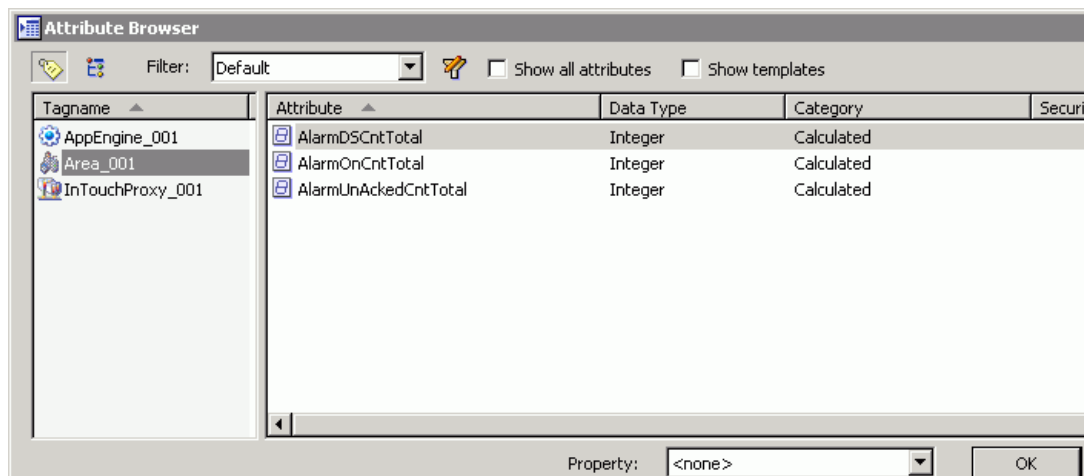 Attribute Browser
Filter: Default Show all attributes Show templates
Tagname Attribute Data Type Category Securi
AppEngine_001 AlarmDSCntTotal Integer Calculated
Area_001 AlarmOnCntTotal Integer Calculated
InTouchProxy_001 AlarmUnAckedCntTotal Integer Calculated
Property: <none> OK